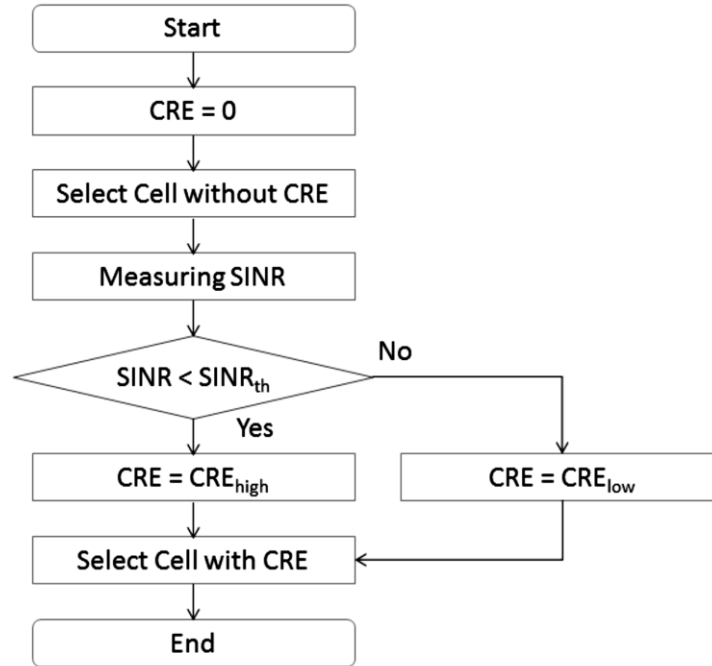 Start
CRE = 0
Select Cell without CRE
Measuring SINR
SINR < SINRth
No
Yes
CRE = CREhigh
CRE = CRElow
Select Cell with CRE
End